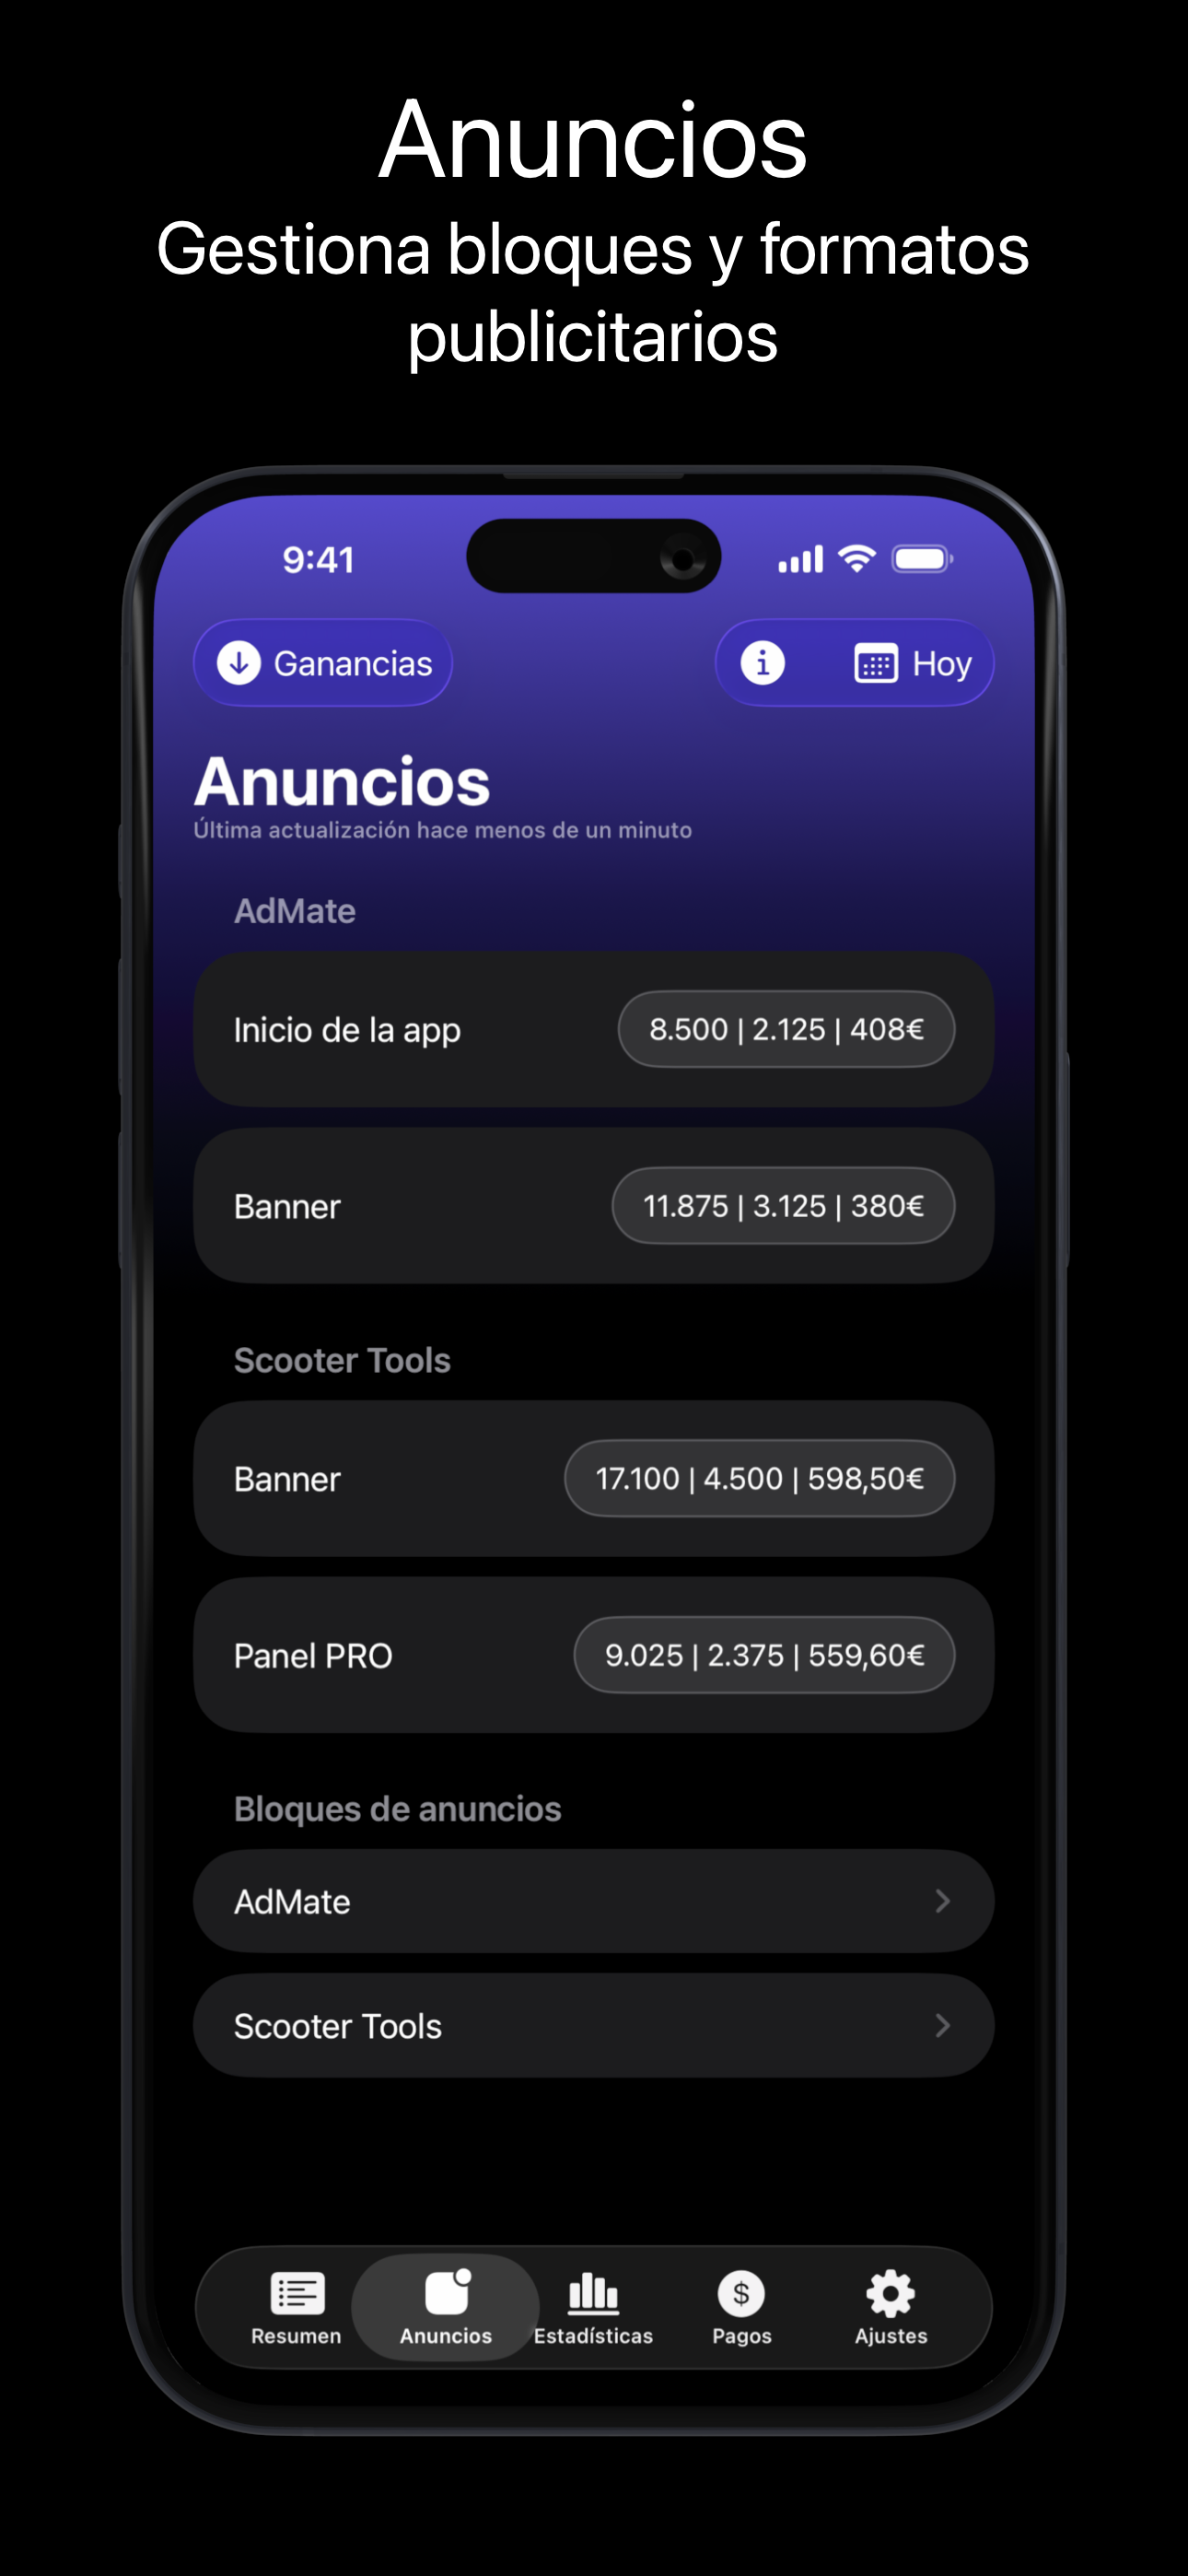 Anuncios
Gestiona bloques y formatos
publicitarios
9:41
Ganancias
Hoy
Anuncios
Última actualización hace menos de un minuto
AdMate
Inicio de la app
8.500 | 2.125 | 408€
Banner
11.875 | 3.125 | 380€
Scooter Tools
Banner
17.100 | 4.500 | 598,50€
Panel PRO
9.025 | 2.375 | 559,60€
Bloques de anuncios
AdMate
Scooter Tools
Resumen
Anuncios
Estadísticas
Pagos
Ajustes